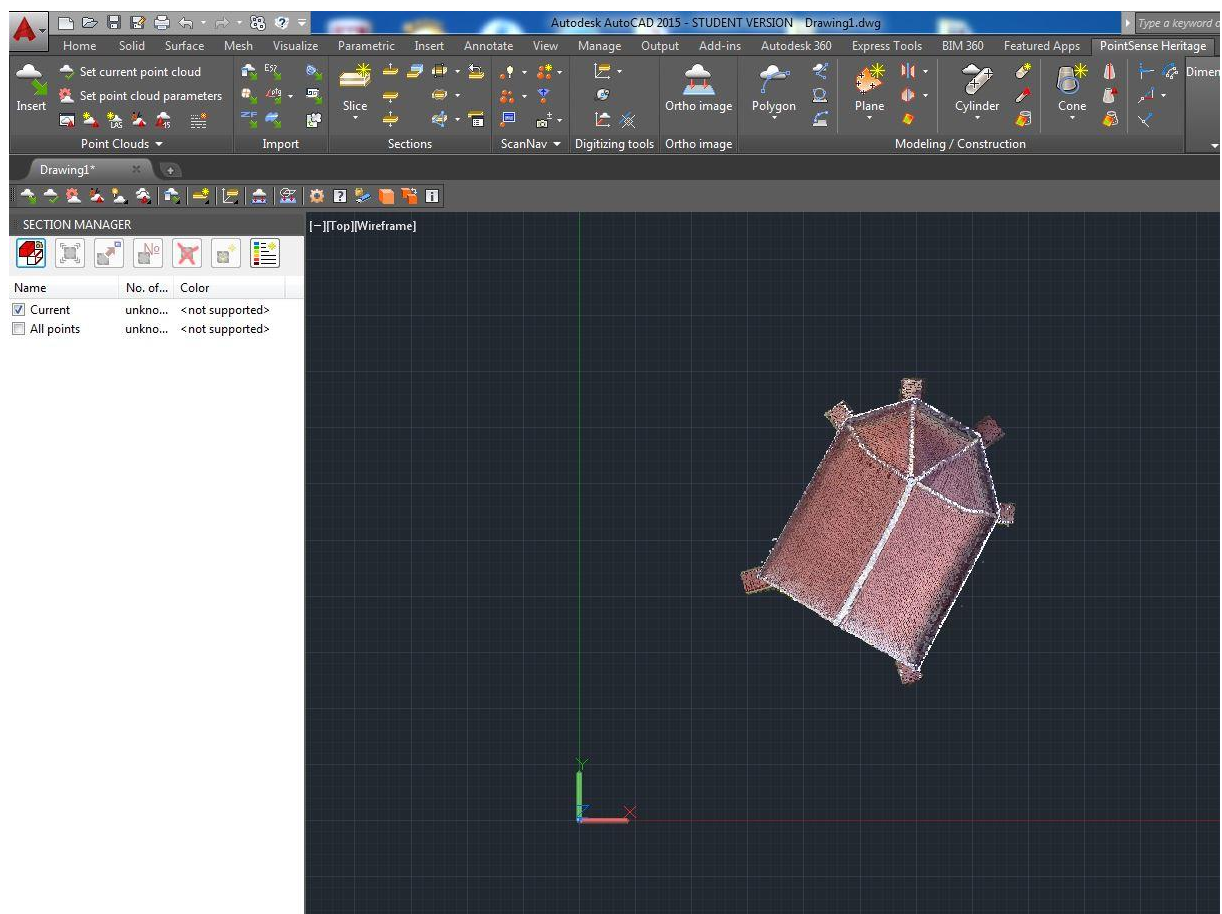 Autodesk AutoCAD 2015 - STUDENT VERSION Drawing1.dwg
Type a keyword o
Home Solid Surface Mesh Visualize Parametric Insert Annotate View Manage Output Add-ins Autodesk 360 Express Tools BIM 360 Featured Apps PointSense Heritage
Set current point cloud
Set point cloud parameters
Insert Slice Ortho image Polygon Plane Cylinder Cone Dimen
Point Clouds Import Sections ScanNav Digitizing tools Ortho image Modeling / Construction
Drawing1*
SECTION MANAGER
[−][Top][Wireframe]
Name No. of... Color
Current unkno... <not supported>
All points unkno... <not supported>
Y
X